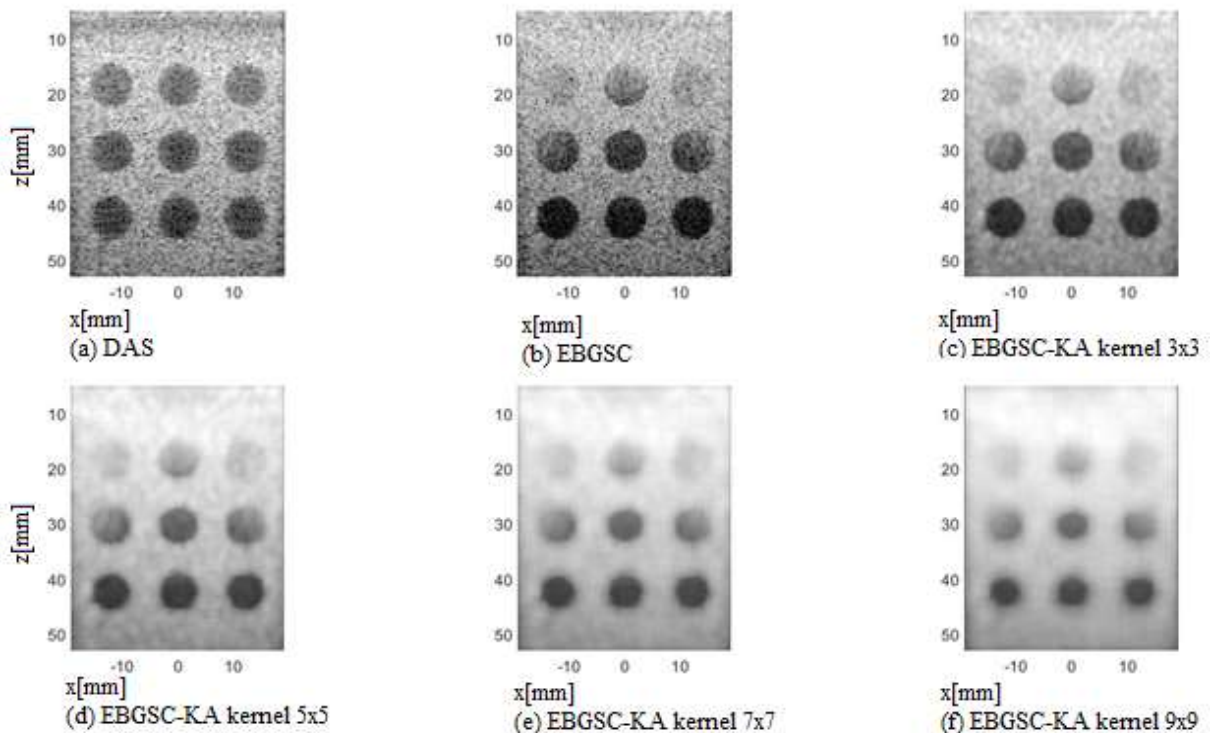 10
20
30
40
50
z[mm]
-10 0 10
x[mm]
(a) DAS
10
20
30
40
50
-10 0 10
x[mm]
(b) EBGSC
10
20
30
40
50
-10 0 10
x[mm]
(c) EBGSC-KA kernel 3x3
10
20
30
40
50
z[mm]
-10 0 10
x[mm]
(d) EBGSC-KA kernel 5x5
10
20
30
40
50
-10 0 10
x[mm]
(e) EBGSC-KA kernel 7x7
10
20
30
40
50
-10 0 10
x[mm]
(f) EBGSC-KA kernel 9x9